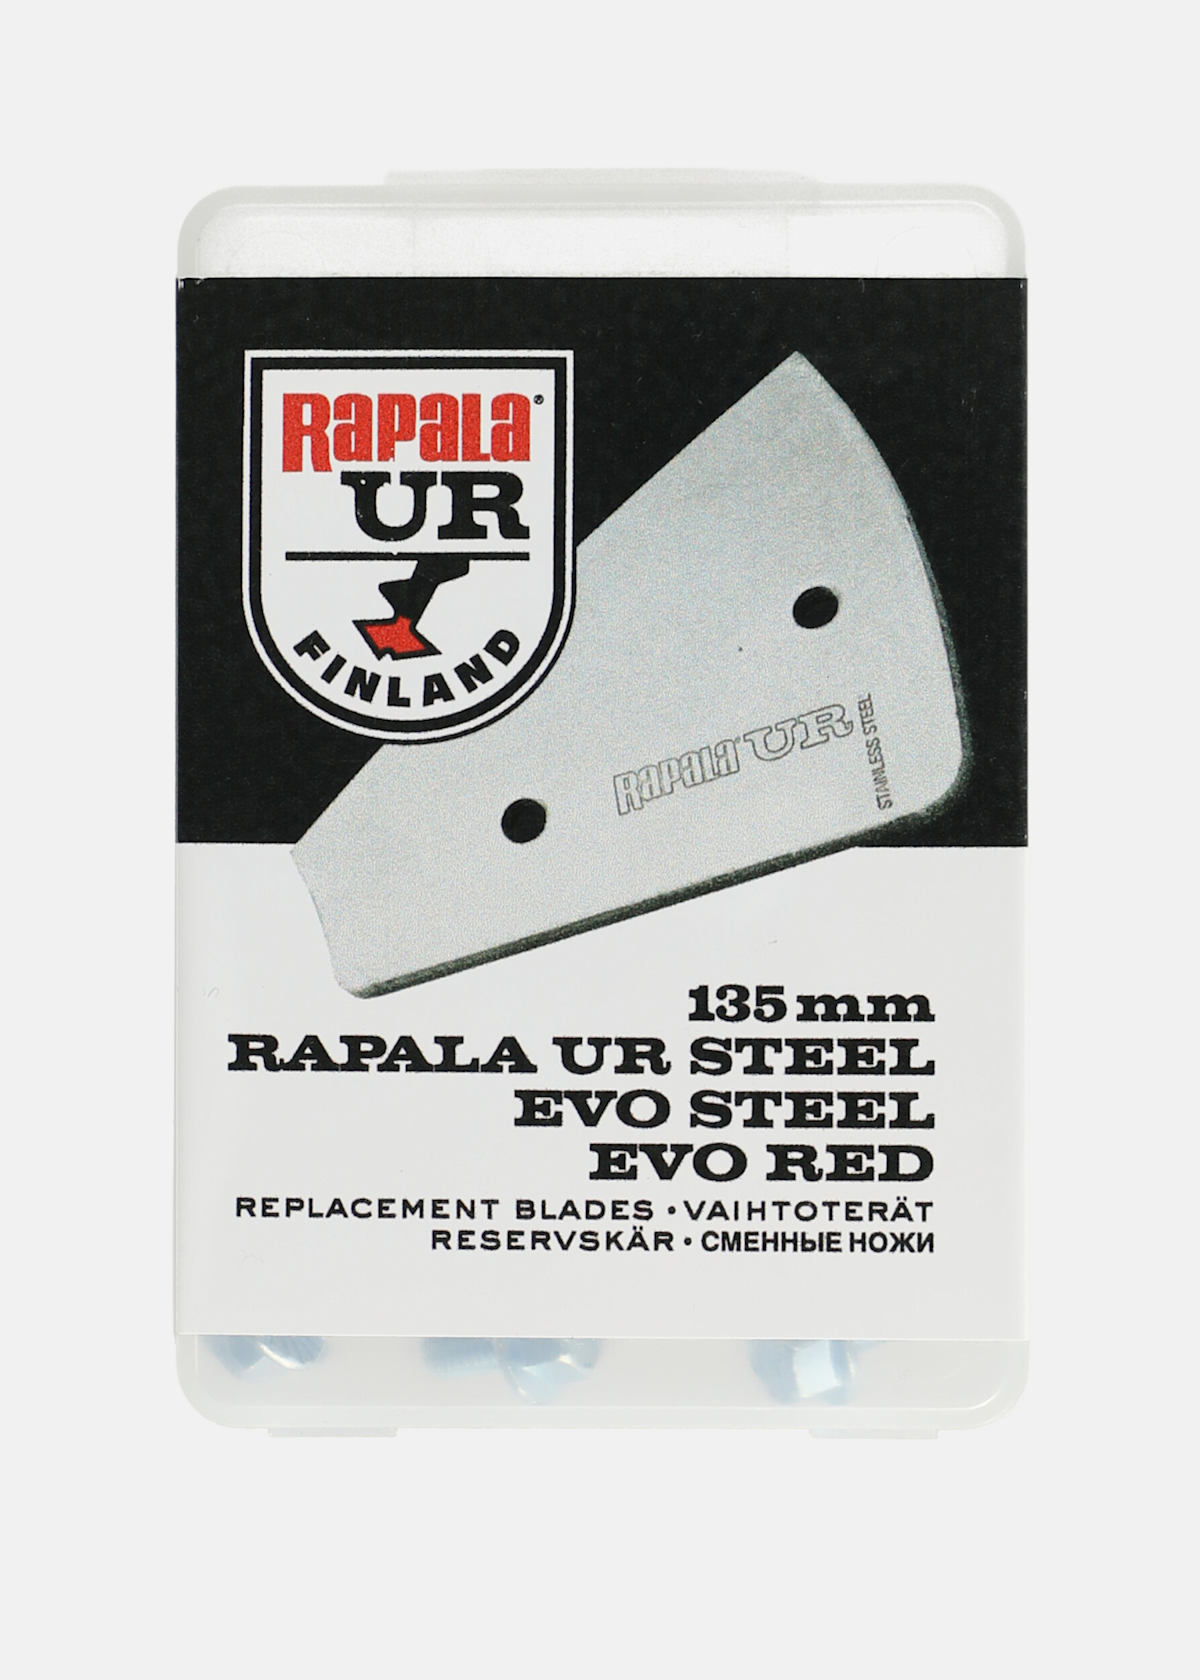 Rapala®
UR
FINLAND
RAPALA UR
STAINLESS STEEL
135 mm
RAPALA UR STEEL
EVO STEEL
EVO RED
REPLACEMENT BLADES • VAIHTOTERÄT
RESERVSKÄR • СМЕННЫЕ НОЖИ